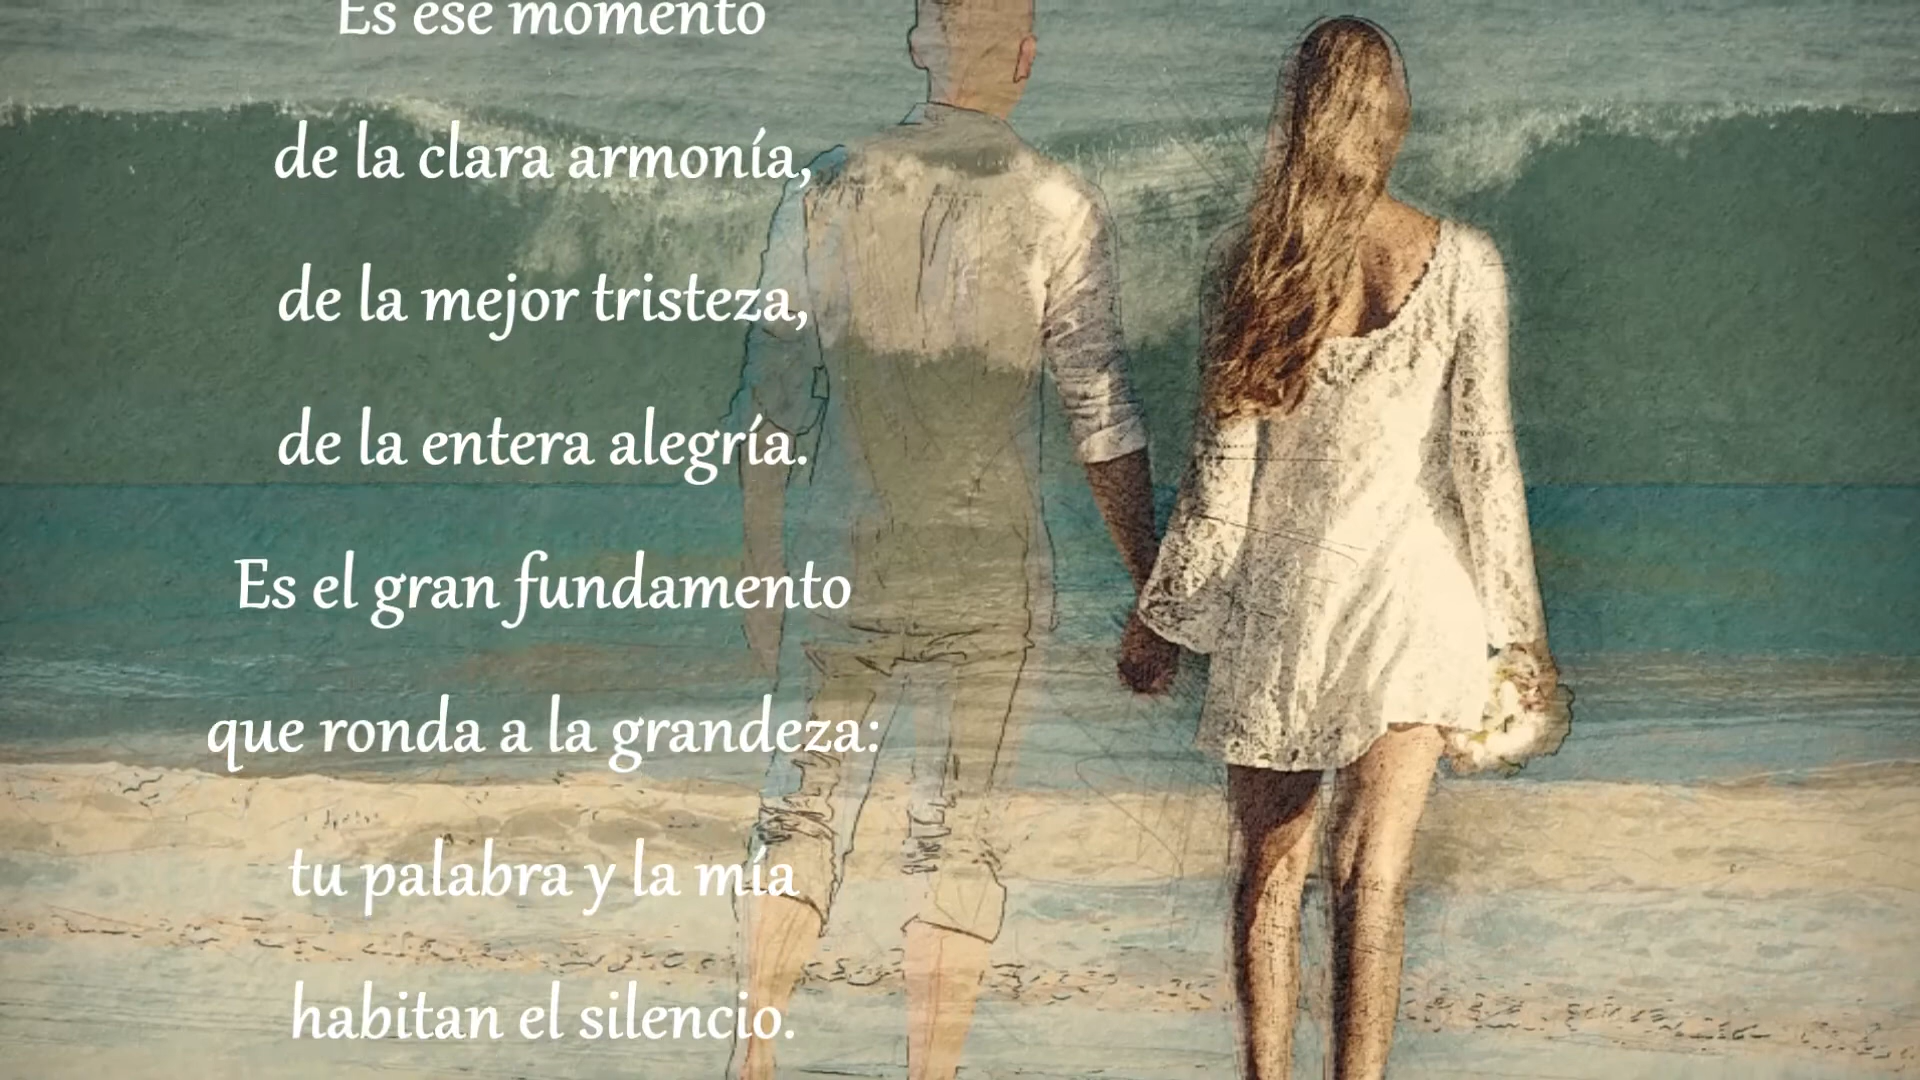 Es ese momento
de la clara armonía,
de la mejor tristeza,
de la entera alegría.
Es el gran fundamento
que ronda a la grandeza:
tu palabra y la mía
habitan el silencio.